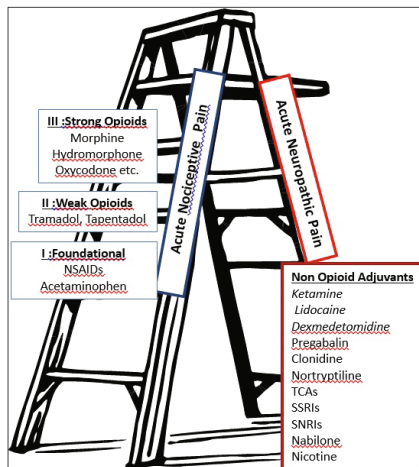 III :Strong Opioids
Morphine
Hydromorphone
Oxycodone etc.
II :Weak Opioids
Tramadol, Tapentadol
I :Foundational
NSAIDs
Acetaminophen
Acute Nociceptive Pain
Acute Neuropathic Pain
Non Opioid Adjuvants
Ketamine
Lidocaine
Dexmedetomidine
Pregabalin
Clonidine
Nortryptiline
TCAs
SSRIs
SNRIs
Nabilone
Nicotine